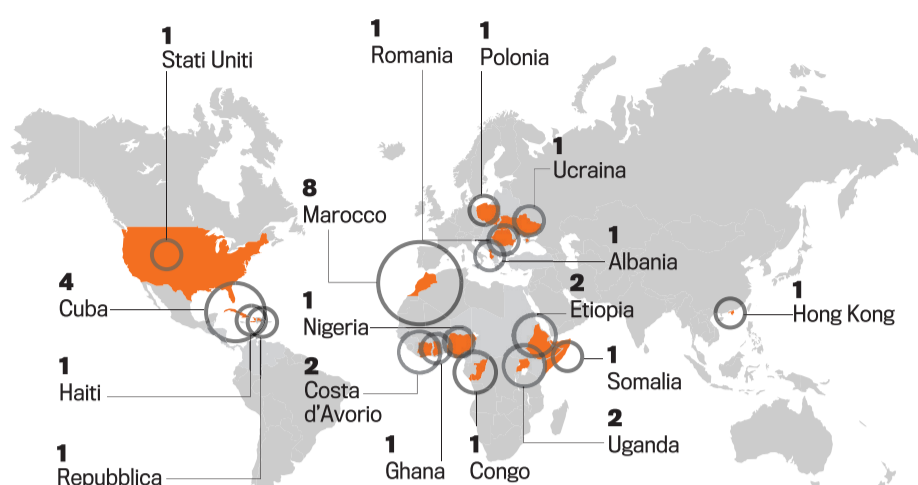 1
Stati Uniti
1
Romania
1
Polonia
1
Ucraina
8
Marocco
1
Albania
4
Cuba
1
Nigeria
2
Etiopia
1
Hong Kong
1
Haiti
2
Costa
d'Avorio
1
Somalia
1
Repubblica
1
Ghana
1
Congo
2
Uganda